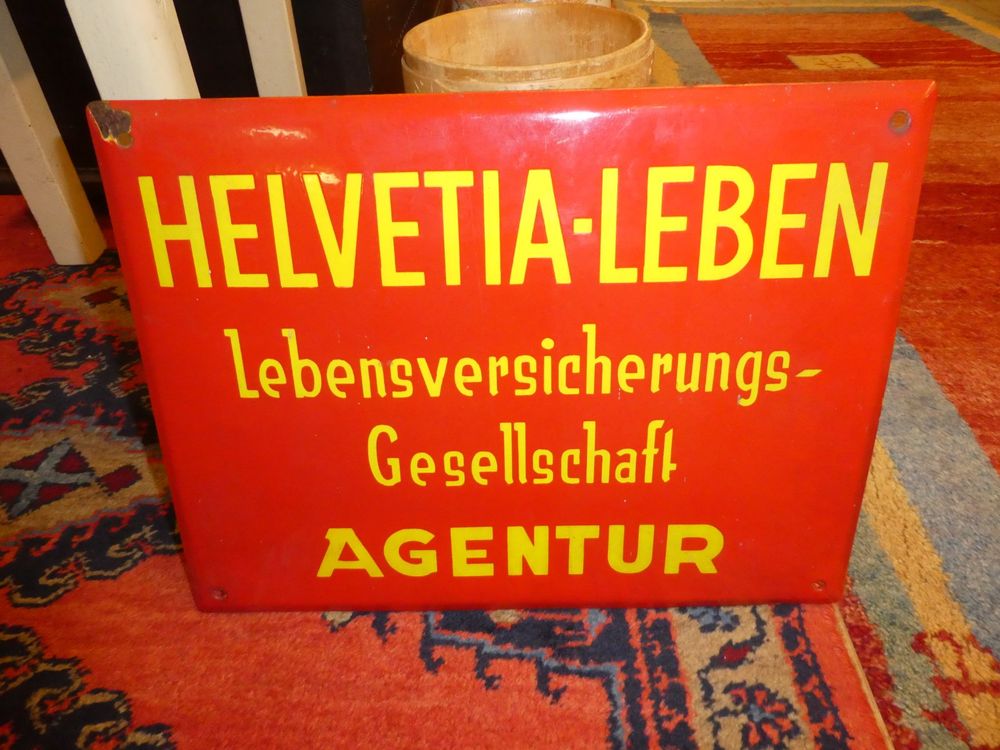 HELVETIA-LEBEN
Lebensversicherungs-
Gesellschaft
AGENTUR